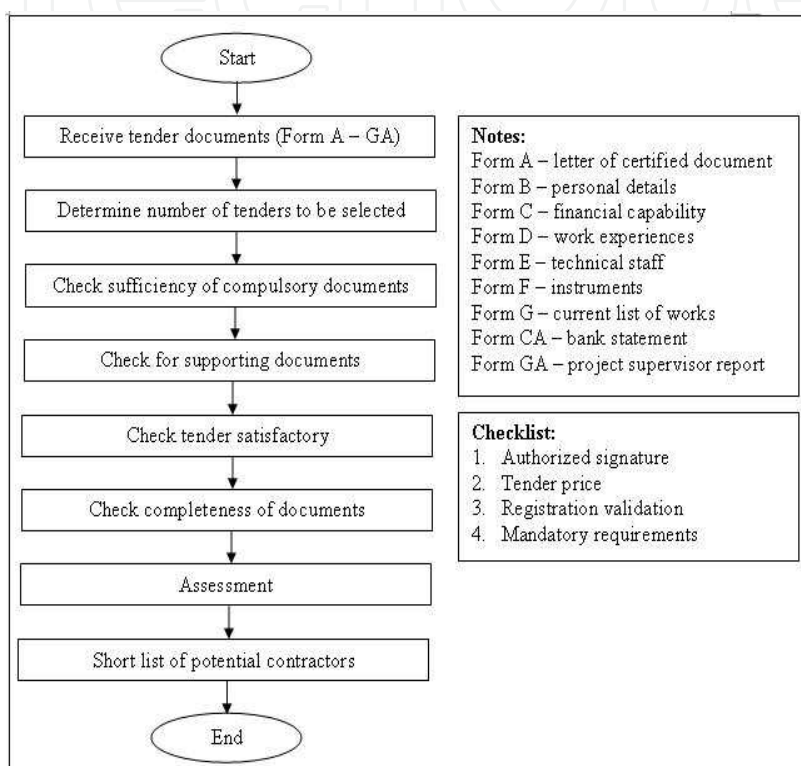 Start
Receive tender documents (Form A – GA)
Determine number of tenders to be selected
Check sufficiency of compulsory documents
Check for supporting documents
Check tender satisfactory
Check completeness of documents
Assessment
Short list of potential contractors
End
Notes:
Form A – letter of certified document
Form B – personal details
Form C – financial capability
Form D – work experiences
Form E – technical staff
Form F – instruments
Form G – current list of works
Form CA – bank statement
Form GA – project supervisor report
Checklist:
1. Authorized signature
2. Tender price
3. Registration validation
4. Mandatory requirements